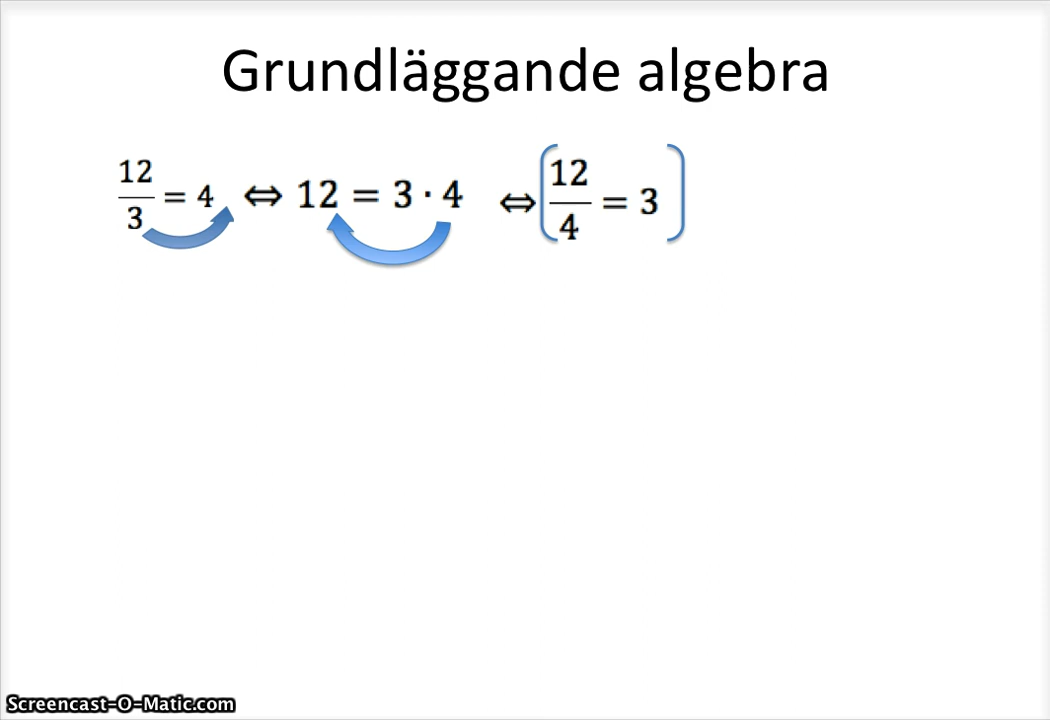 Grundläggande algebra
12/3 = 4 ⇔ 12 = 3 · 4 ⇔ (12/4 = 3)
Screencast-O-Matic.com